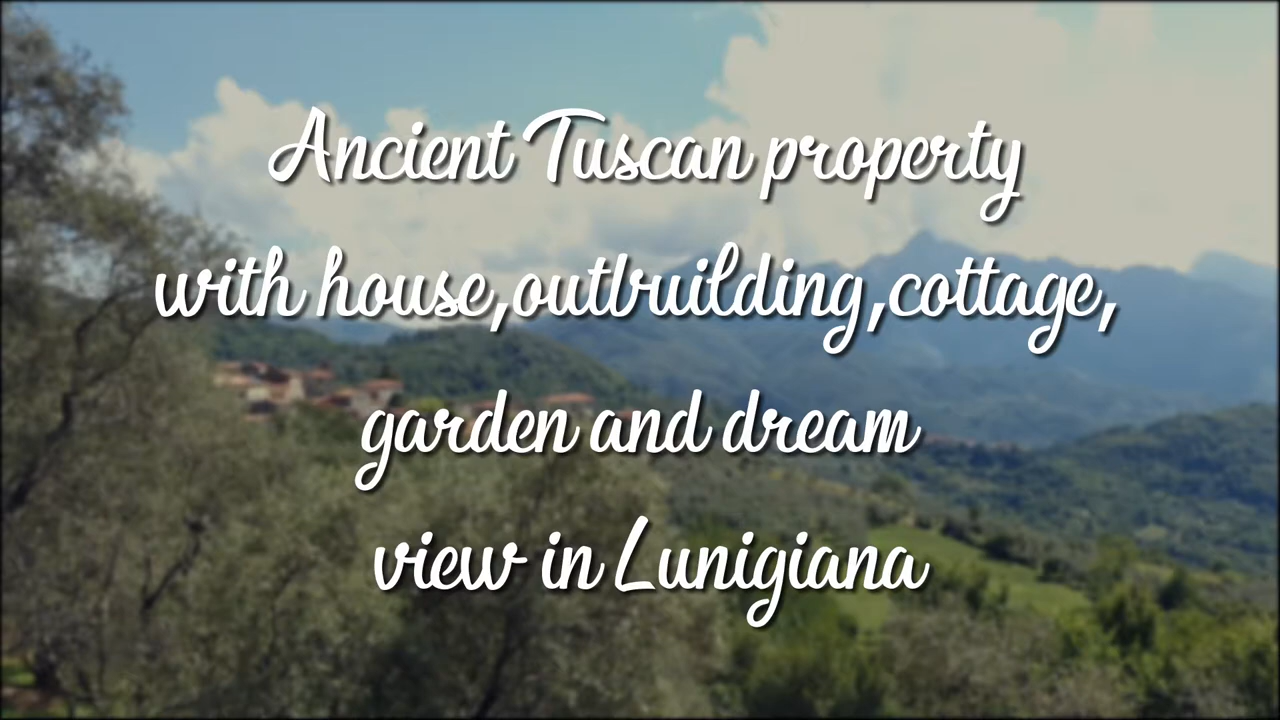 Ancient Tuscan property
with house,outbuilding,cottage,
garden and dream
view in Lunigiana